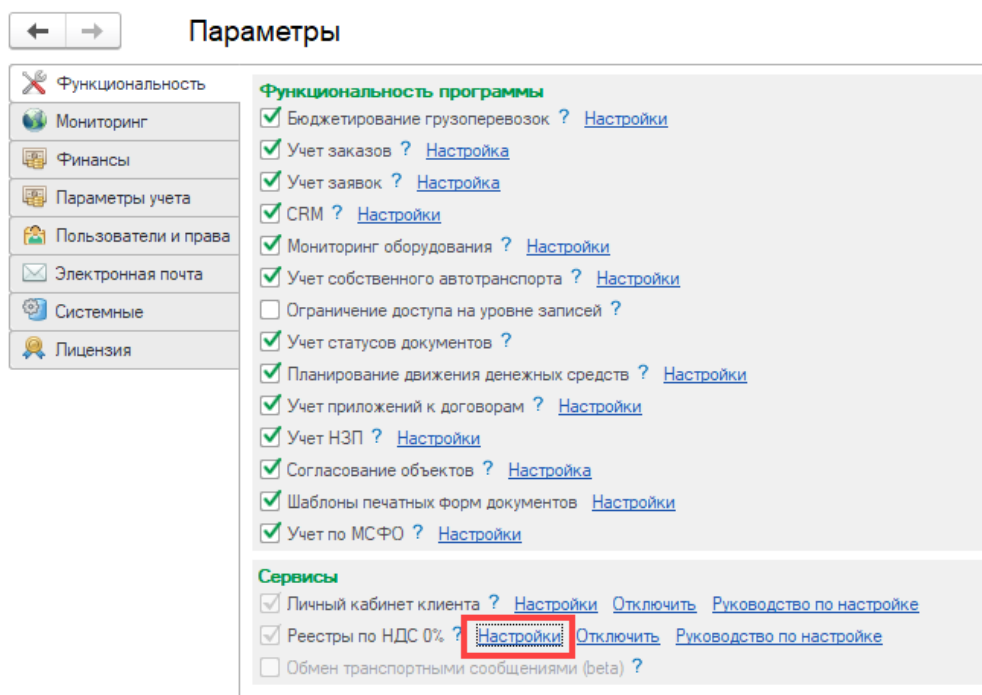 Параметры
Функциональность
Мониторинг
Финансы
Параметры учета
Пользователи и права
Электронная почта
Системные
Лицензия
Функциональность программы
Бюджетирование грузоперевозок ? Настройки
Учет заказов ? Настройка
Учет заявок ? Настройка
CRM ? Настройки
Мониторинг оборудования ? Настройки
Учет собственного автотранспорта ? Настройки
Ограничение доступа на уровне записей ?
Учет статусов документов ?
Планирование движения денежных средств ? Настройки
Учет приложений к договорам ? Настройки
Учет НЗП ? Настройки
Согласование объектов ? Настройка
Шаблоны печатных форм документов Настройки
Учет по МСФО ? Настройки
Сервисы
Личный кабинет клиента ? Настройки Отключить Руководство по настройке
Реестры по НДС 0% ? Настройки Отключить Руководство по настройке
Обмен транспортными сообщениями (beta) ?